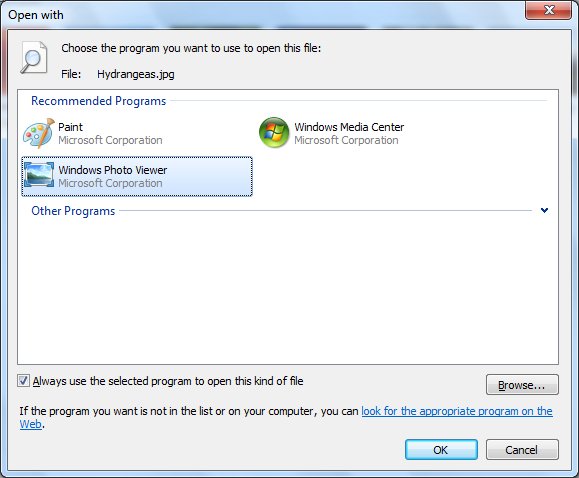 Open with
Choose the program you want to use to open this file:
File: Hydrangeas.jpg
Recommended Programs
Paint
Microsoft Corporation
Windows Media Center
Microsoft Corporation
Windows Photo Viewer
Microsoft Corporation
Other Programs
Always use the selected program to open this kind of file
Browse...
If the program you want is not in the list or on your computer, you can look for the appropriate program on the
Web.
OK Cancel